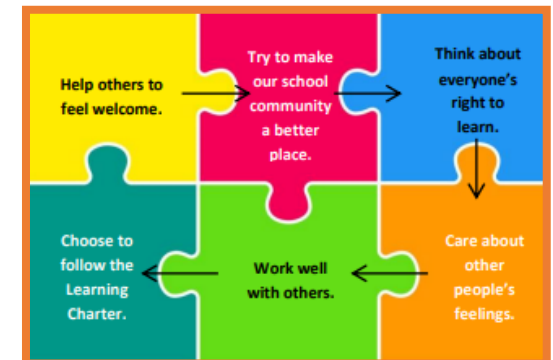 Help others to
feel welcome.
Try to make
our school
community
a better
place.
Think about
everyone's
right to
learn.
Care about
other
people's
feelings.
Work well
with others.
Choose to
follow the
Learning
Charter.